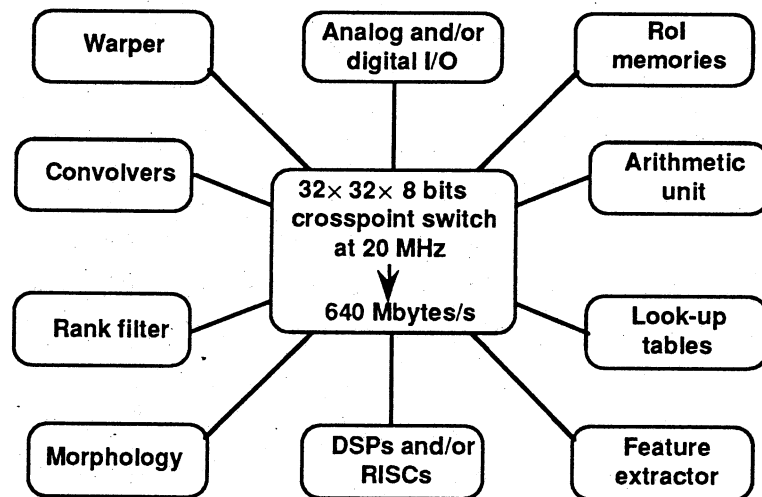 Warper
Analog and/or
digital I/O
RoI
memories
Convolvers
32× 32× 8 bits
crosspoint switch
at 20 MHz
640 Mbytes/s
Arithmetic
unit
Rank filter
Look-up
tables
Morphology
DSPs and/or
RISCs
Feature
extractor